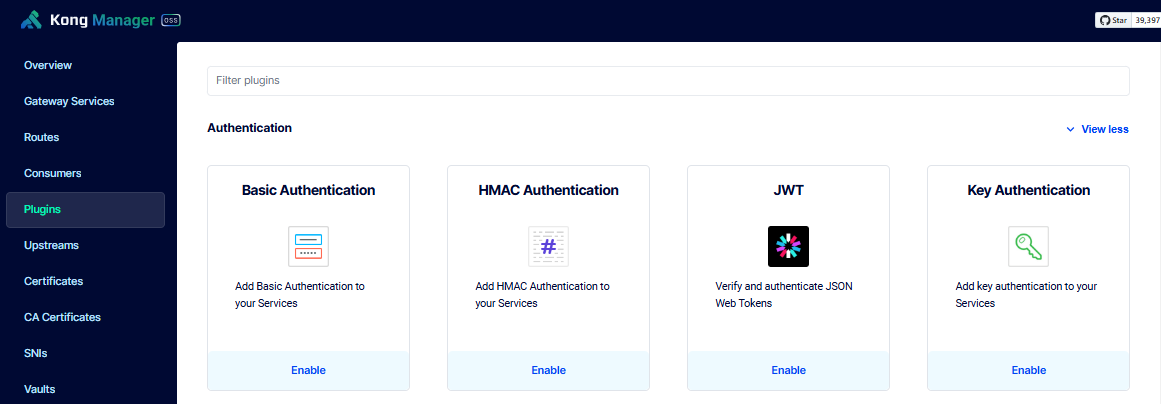 Kong Manager OSS
Star 39,397
Overview
Gateway Services
Routes
Consumers
Plugins
Upstreams
Certificates
CA Certificates
SNIs
Vaults
Filter plugins
Authentication
View less
Basic Authentication
Add Basic Authentication to
your Services
Enable
HMAC Authentication
#
Add HMAC Authentication to
your Services
Enable
JWT
Verify and authenticate JSON
Web Tokens
Enable
Key Authentication
Add key authentication to your
Services
Enable